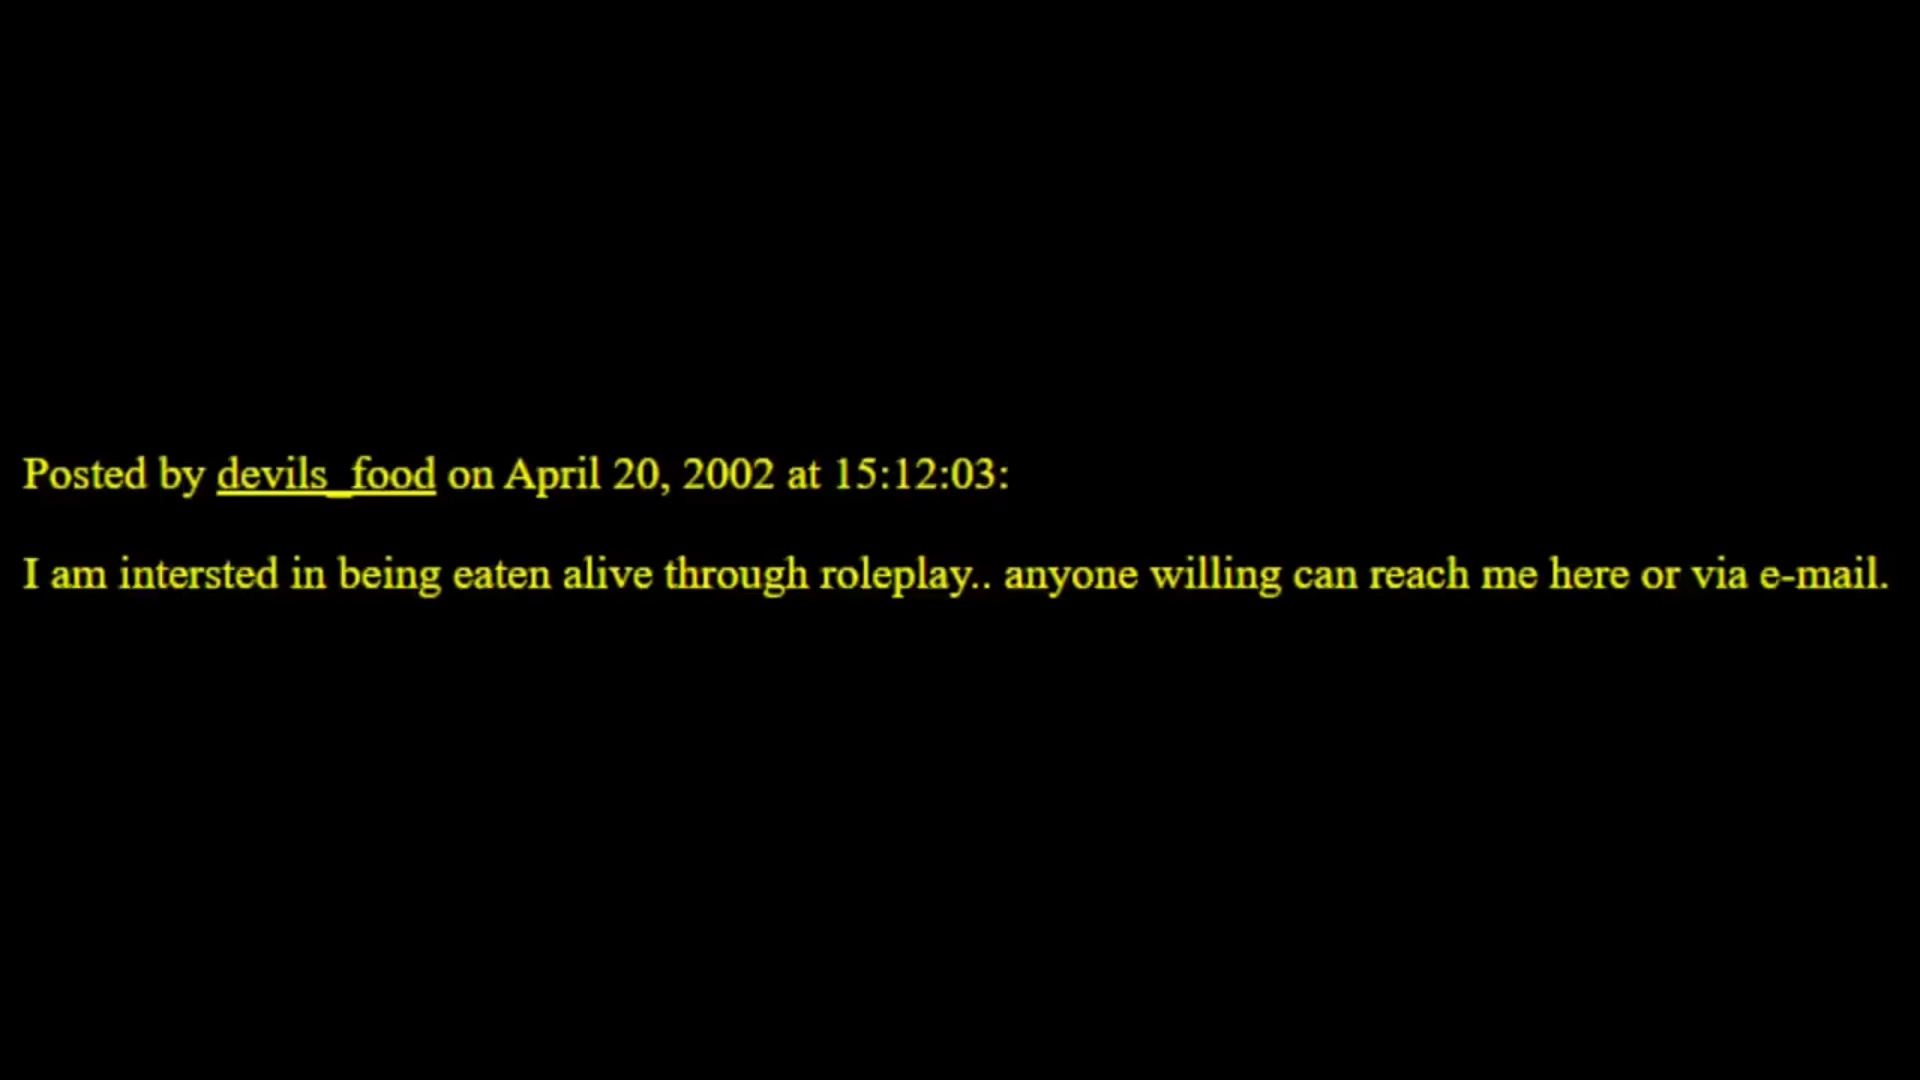 Posted by devils_food on April 20, 2002 at 15:12:03:
I am intersted in being eaten alive through roleplay.. anyone willing can reach me here or via e-mail.